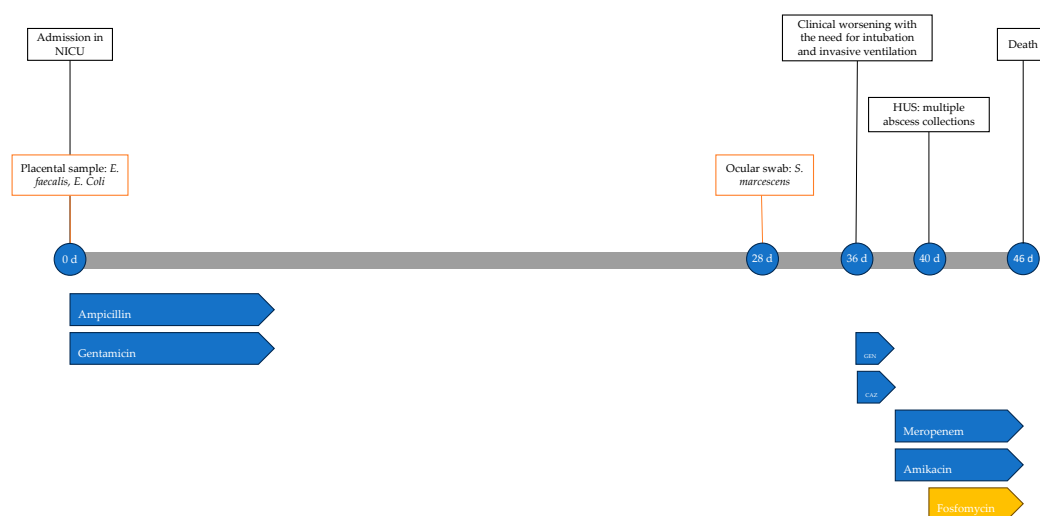 Admission in
NICU
Clinical worsening with
the need for intubation
and invasive ventilation
Death
HUS: multiple
abscess collections
Placental sample: E.
faecalis, E. Coli
Ocular swab: S.
marcescens
0 d
28 d
36 d
40 d
46 d
Ampicillin
Gentamicin
GEN
CAZ
Meropenem
Amikacin
Fosfomycin